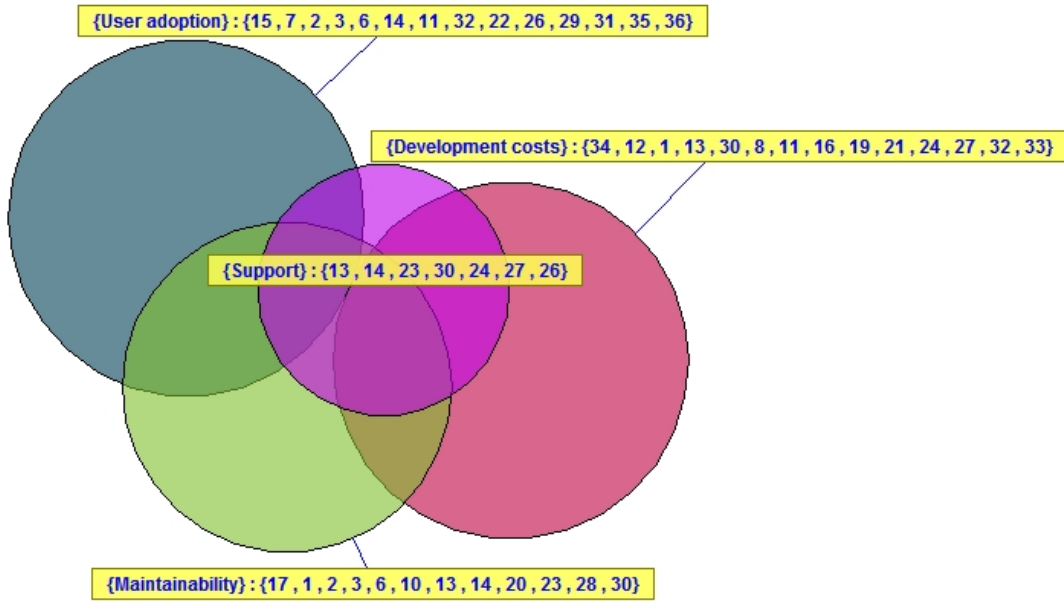 {User adoption} : {15 , 7 , 2 , 3 , 6 , 14 , 11 , 32 , 22 , 26 , 29 , 31 , 35 , 36}
{Development costs} : {34 , 12 , 1 , 13 , 30 , 8 , 11 , 16 , 19 , 21 , 24 , 27 , 32 , 33}
{Support} : {13 , 14 , 23 , 30 , 24 , 27 , 26}
{Maintainability} : {17 , 1 , 2 , 3 , 6 , 10 , 13 , 14 , 20 , 23 , 28 , 30}